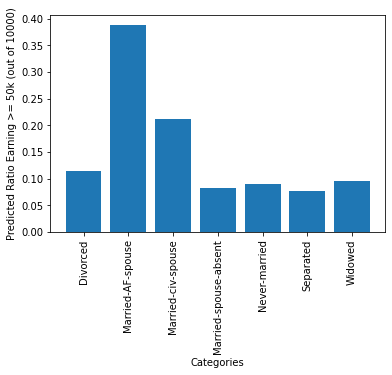 Predicted Ratio Earning >= 50k (out of 10000)
0.40
0.35
0.30
0.25
0.20
0.15
0.10
0.05
0.00
Divorced
Married-AF-spouse
Married-civ-spouse
Married-spouse-absent
Never-married
Separated
Widowed
Categories